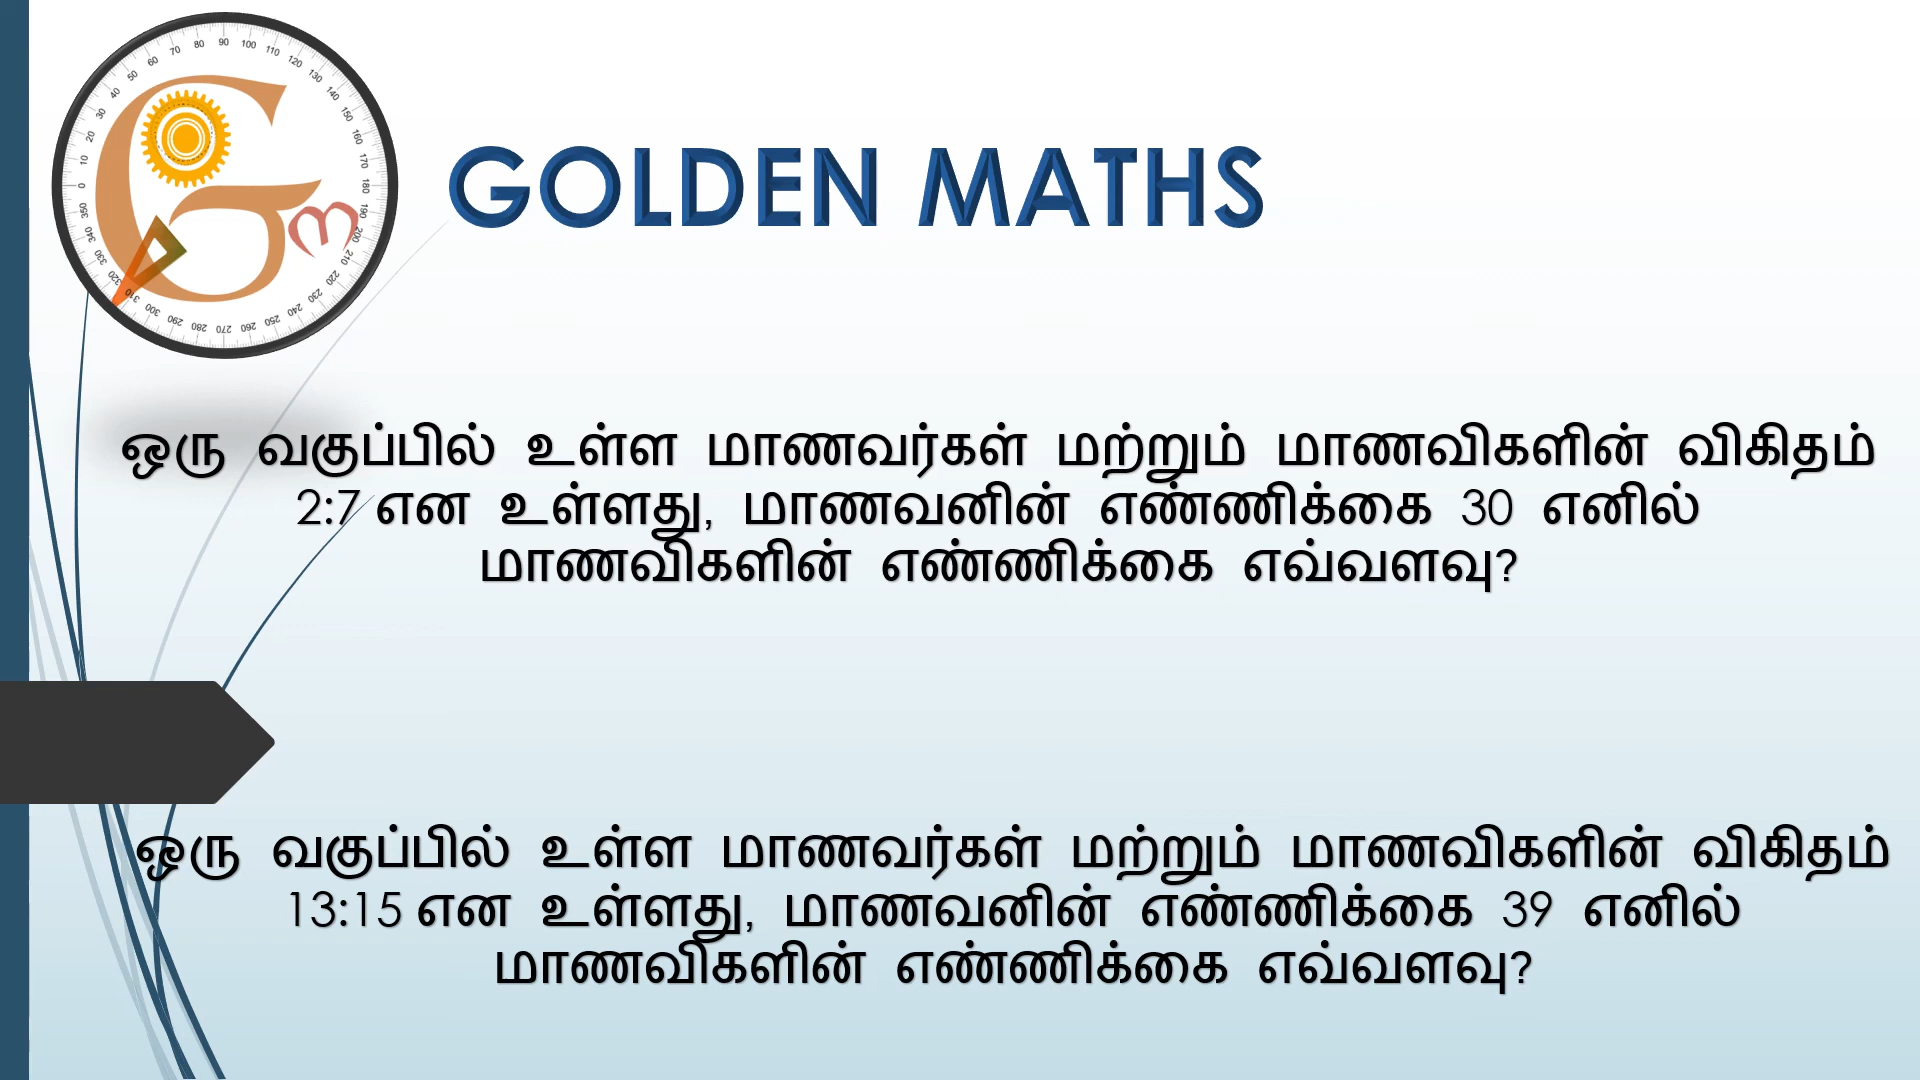 GOLDEN MATHS
ஒரு வகுப்பில் உள்ள மாணவர்கள் மற்றும் மாணவிகளின் விகிதம்
2:7 என உள்ளது, மாணவனின் எண்ணிக்கை 30 எனில்
மாணவிகளின் எண்ணிக்கை எவ்வளவு?
ஒரு வகுப்பில் உள்ள மாணவர்கள் மற்றும் மாணவிகளின் விகிதம்
13:15 என உள்ளது, மாணவனின் எண்ணிக்கை 39 எனில்
மாணவிகளின் எண்ணிக்கை எவ்வளவு?